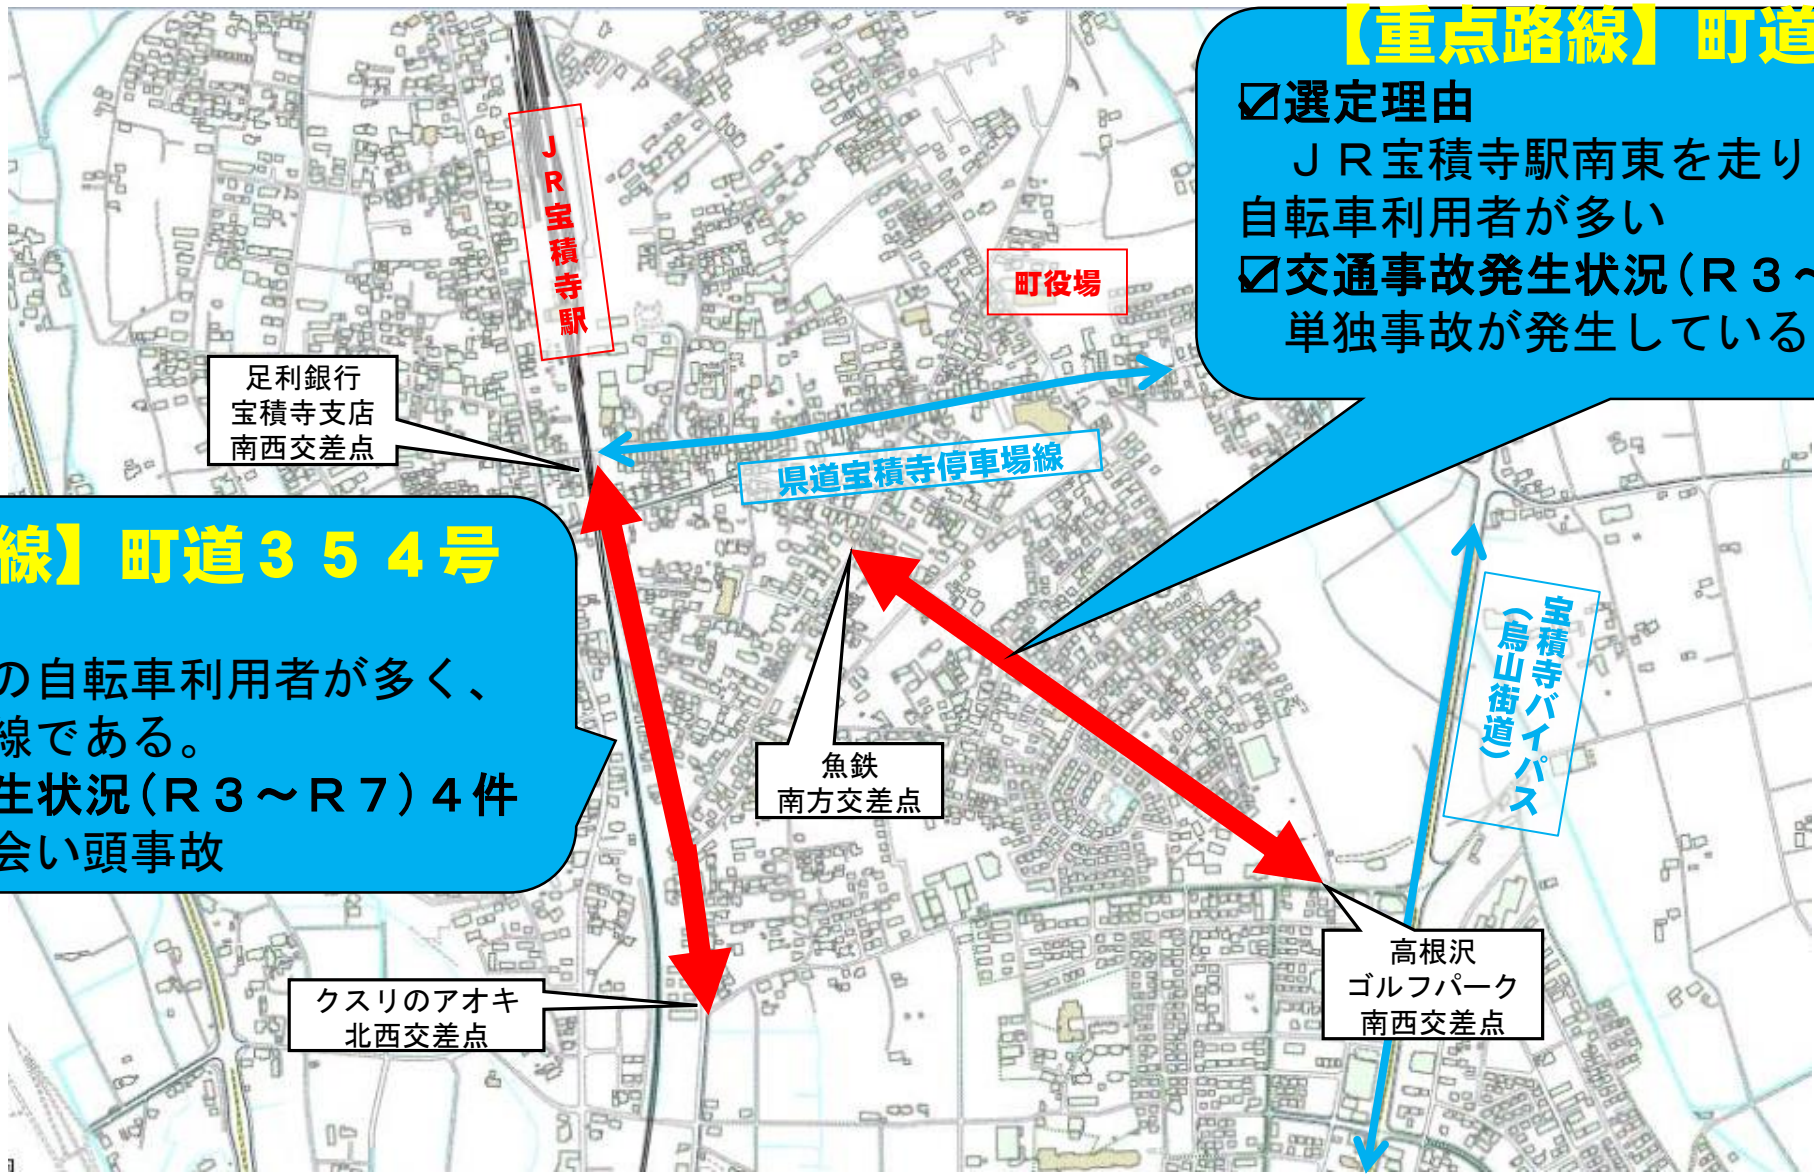 【重点路線】町道
☑選定理由
ＪＲ宝積寺駅南東を走り
自転車利用者が多い
☑交通事故発生状況（Ｒ３～
単独事故が発生している
ＪＲ宝積寺駅
町役場
足利銀行
宝積寺支店
南西交差点
県道宝積寺停車場線
線】町道３５４号
の自転車利用者が多く、
線である。
生状況（Ｒ３～Ｒ７）４件
会い頭事故
宝積寺バイパス
（烏山街道）
魚鉄
南方交差点
高根沢
ゴルフパーク
南西交差点
クスリのアオキ
北西交差点